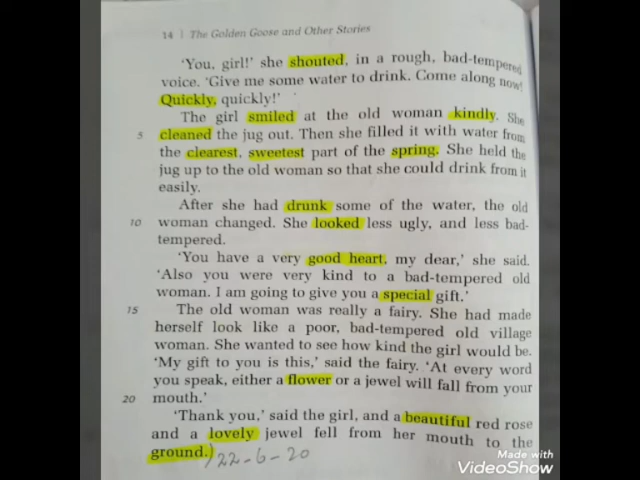 14 | The Golden Goose and Other Stories
'You, girl!' she shouted, in a rough, bad-tempered
voice. 'Give me some water to drink. Come along now!
Quickly, quickly!'
The girl smiled at the old woman kindly. She
5 cleaned the jug out. Then she filled it with water from
the clearest, sweetest part of the spring. She held the
jug up to the old woman so that she could drink from it
easily.
After she had drunk some of the water, the old
10 woman changed. She looked less ugly, and less bad-
tempered.
'You have a very good heart, my dear,' she said.
'Also you were very kind to a bad-tempered old
woman. I am going to give you a special gift.'
15 The old woman was really a fairy. She had made
herself look like a poor, bad-tempered old village
woman. She wanted to see how kind the girl would be.
'My gift to you is this,' said the fairy. 'At every word
you speak, either a flower or a jewel will fall from your
20 mouth.'
'Thank you,' said the girl, and a beautiful red rose
and a lovely jewel fell from her mouth to the
ground.) 22-6-20
Made with
VideoShow